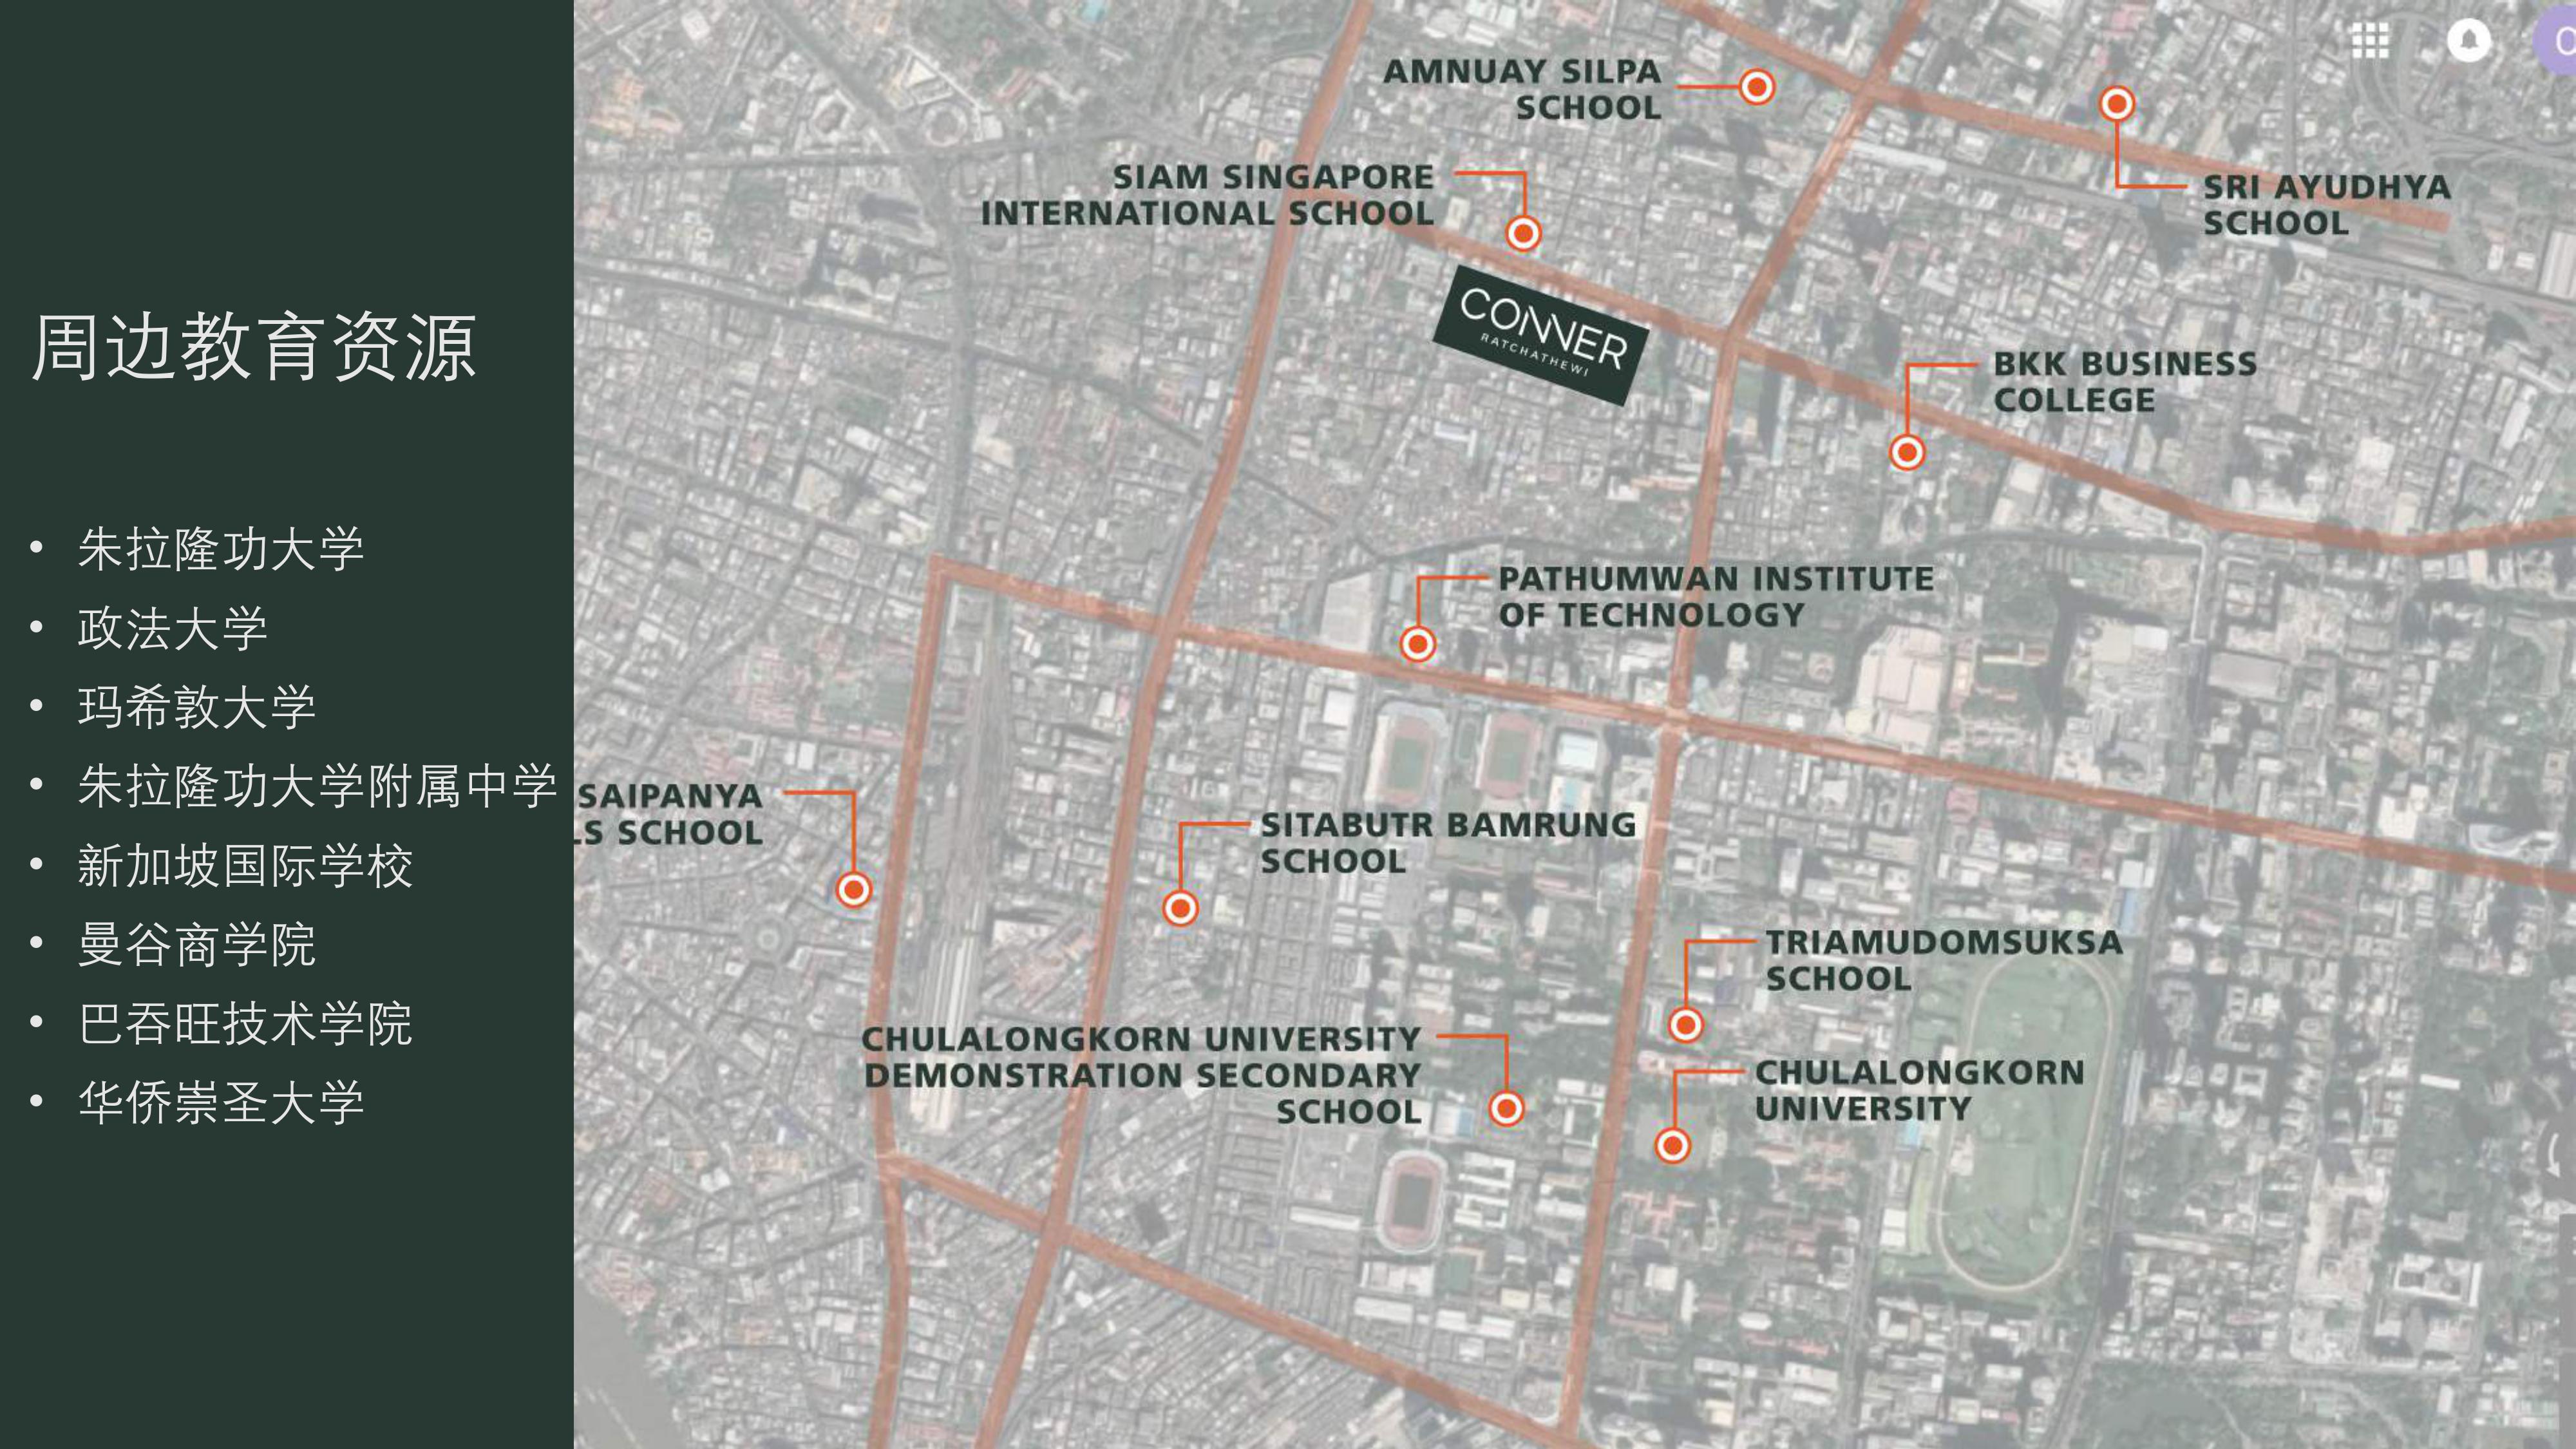 周边教育资源
• 朱拉隆功大学
• 政法大学
• 玛希敦大学
• 朱拉隆功大学附属中学
• 新加坡国际学校
• 曼谷商学院
• 巴吞旺技术学院
• 华侨崇圣大学
AMNUAY SILPA
SCHOOL
SIAM SINGAPORE
INTERNATIONAL SCHOOL
SRI AYUDHYA
SCHOOL
CONNER
RATCHATHEWI
BKK BUSINESS
COLLEGE
PATHUMWAN INSTITUTE
OF TECHNOLOGY
SAIPANYA
LS SCHOOL
SITABUTR BAMRUNG
SCHOOL
TRIAMUDOMSUKSA
SCHOOL
CHULALONGKORN UNIVERSITY
DEMONSTRATION SECONDARY
SCHOOL
CHULALONGKORN
UNIVERSITY